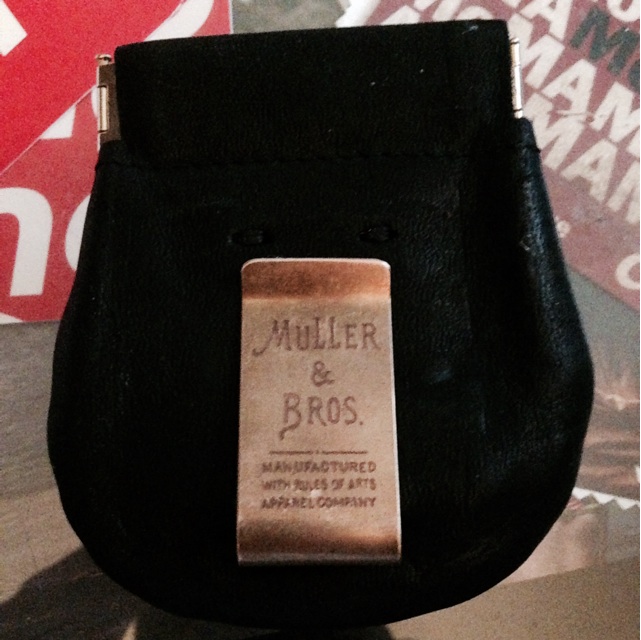 MULLER
&
BROS.
MANUFACTURED
WITH RULES OF ARTS
APPAREL COMPANY